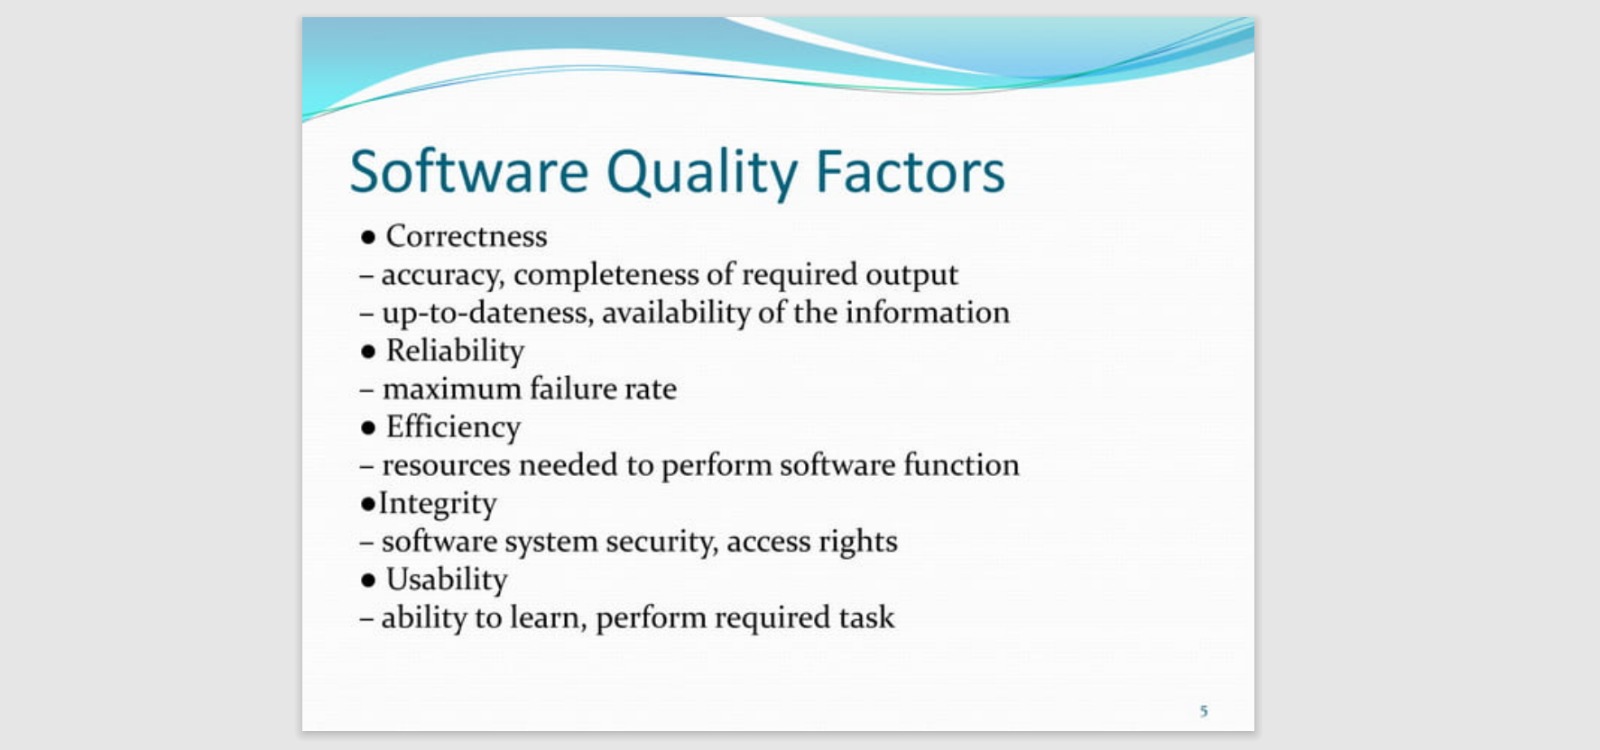 Software Quality Factors
● Correctness
– accuracy, completeness of required output
– up-to-dateness, availability of the information
● Reliability
– maximum failure rate
● Efficiency
– resources needed to perform software function
●Integrity
– software system security, access rights
● Usability
– ability to learn, perform required task
5